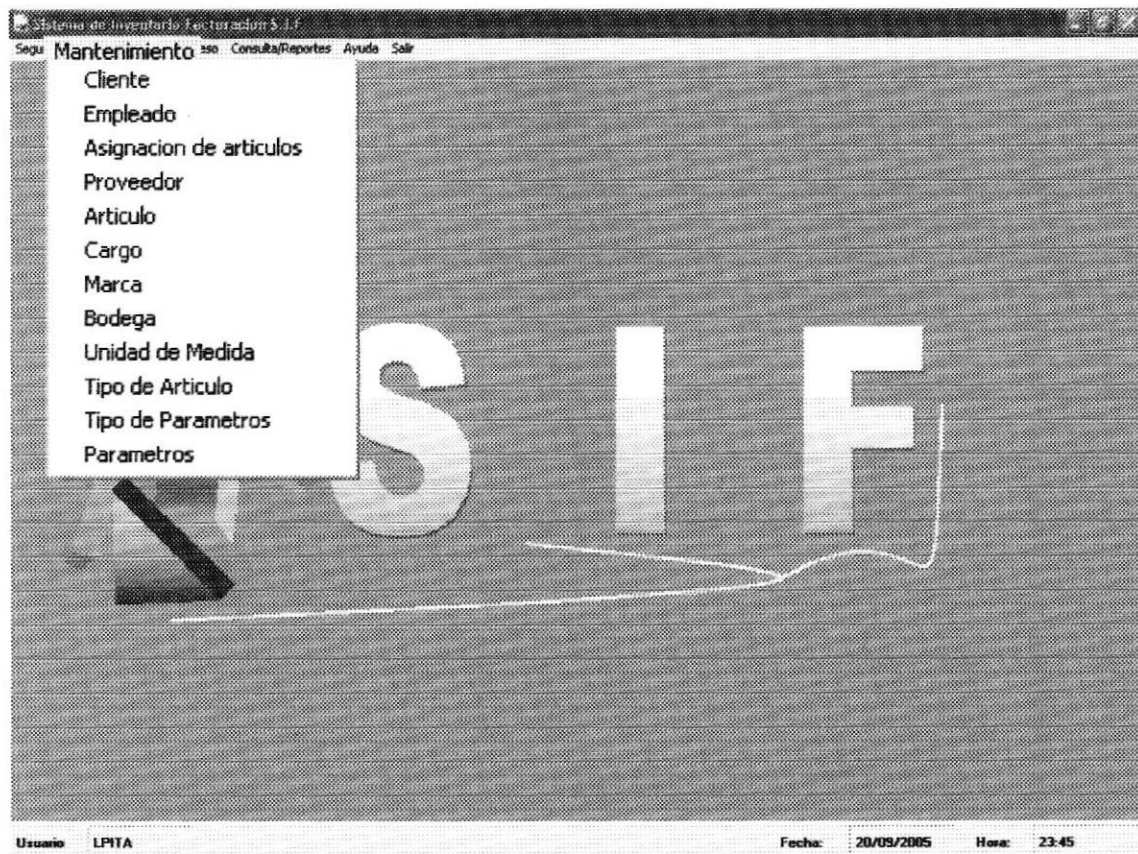 Sistema de Inventario Facturacion S.I.F
Segu Mantenimiento eso Consulta/Reportes Ayuda Salir
Cliente
Empleado
Asignacion de articulos
Proveedor
Articulo
Cargo
Marca
Bodega
Unidad de Medida
Tipo de Articulo
Tipo de Parametros
Parametros
S I F
Usuario LPITA Fecha: 20/09/2005 Hora: 23:45